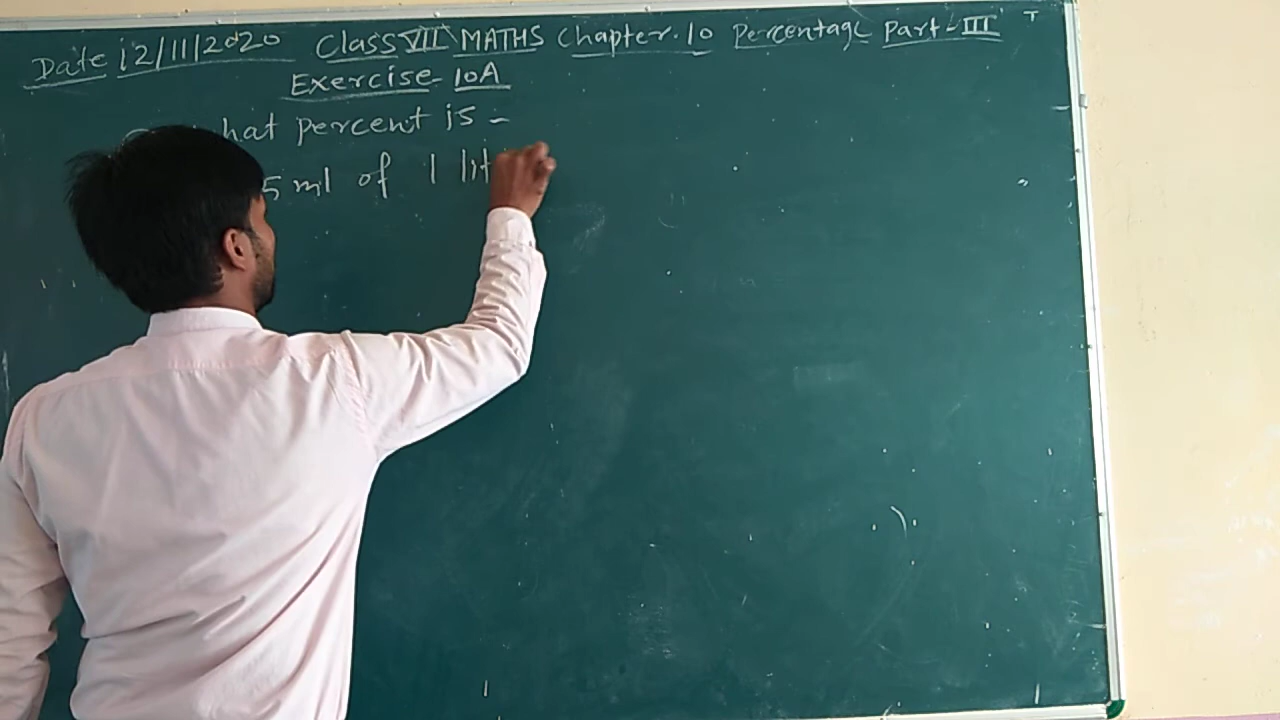 Date 12/11/2020 Class VII MATHS Chapter.10 Percentage Part-III
Exercise-10A
hat percent is -
5 ml of 1 lit